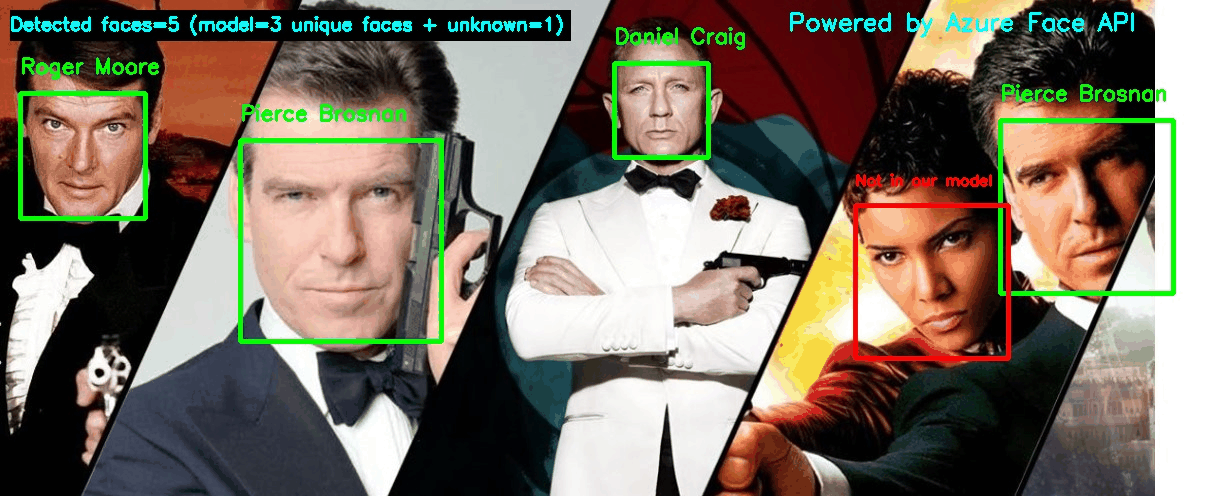 Detected faces=5 (model=3 unique faces + unknown=1)
Powered by Azure Face API
Roger Moore
Pierce Brosnan
Daniel Craig
Not in our model
Pierce Brosnan